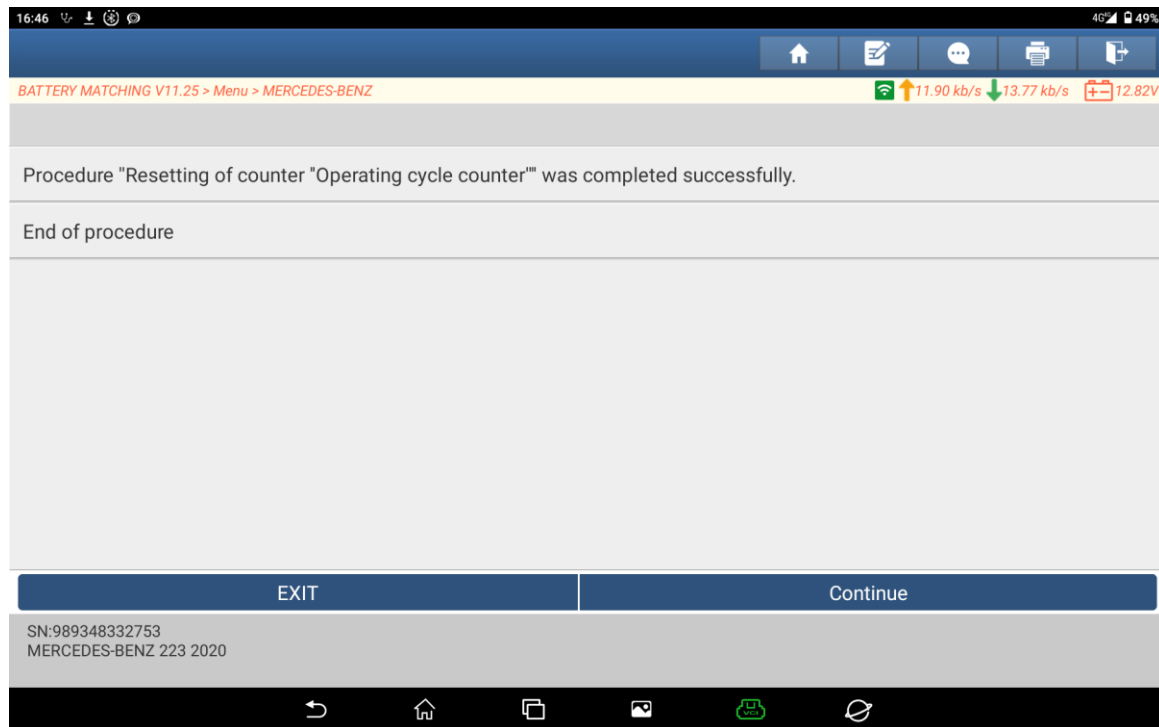 16:46
4G 49%
BATTERY MATCHING V11.25 > Menu > MERCEDES-BENZ
11.90 kb/s 13.77 kb/s 12.82V
Procedure "Resetting of counter "Operating cycle counter"" was completed successfully.
End of procedure
EXIT Continue
SN:989348332753
MERCEDES-BENZ 223 2020
VCI